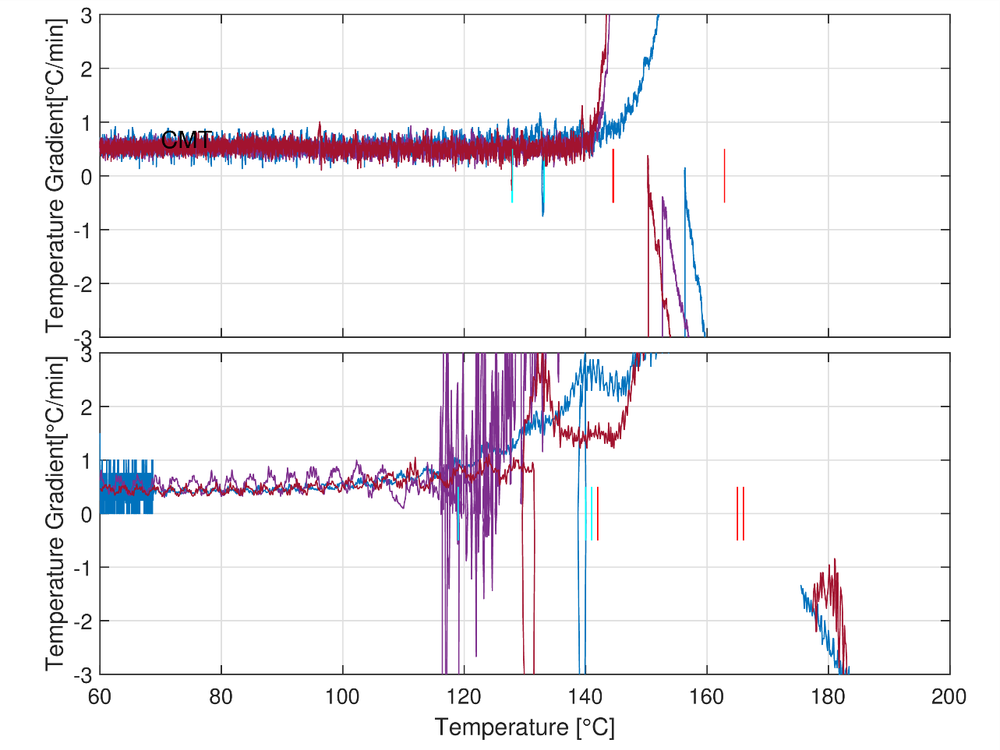 3
2
1
0
-1
-2
-3
Temperature Gradient[°C/min]
CMT
3
2
1
0
-1
-2
-3
Temperature Gradient[°C/min]
60 80 100 120 140 160 180 200
Temperature [°C]